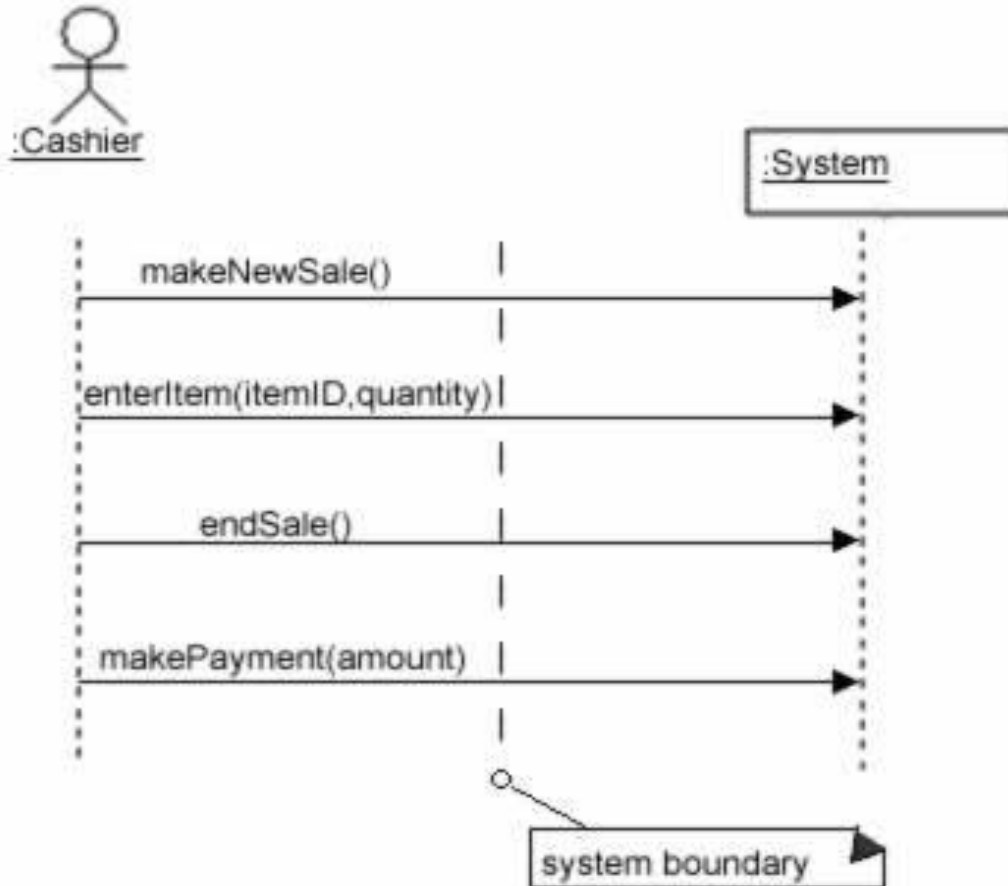 :Cashier
:System
makeNewSale()
enterItem(itemID,quantity)
endSale()
makePayment(amount)
system boundary